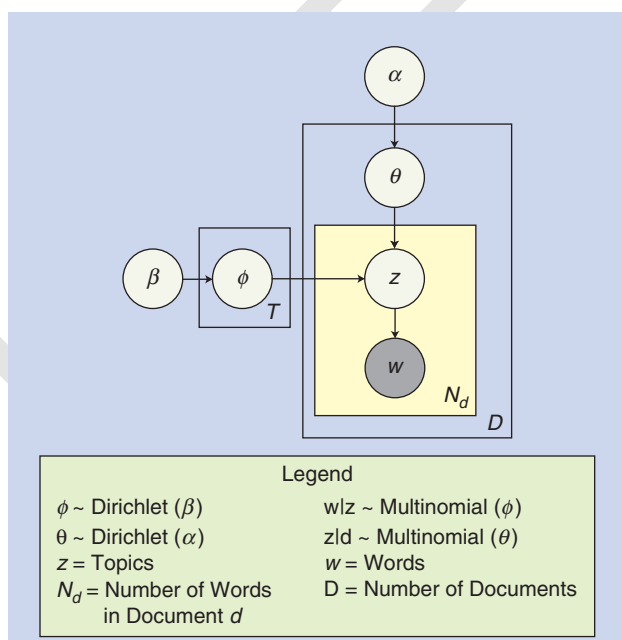 α
θ
β
ϕ
z
T
w
N_d
D
Legend
ϕ ~ Dirichlet (β)
w|z ~ Multinomial (ϕ)
θ ~ Dirichlet (α)
z|d ~ Multinomial (θ)
z = Topics
w = Words
N_d = Number of Words
in Document d
D = Number of Documents